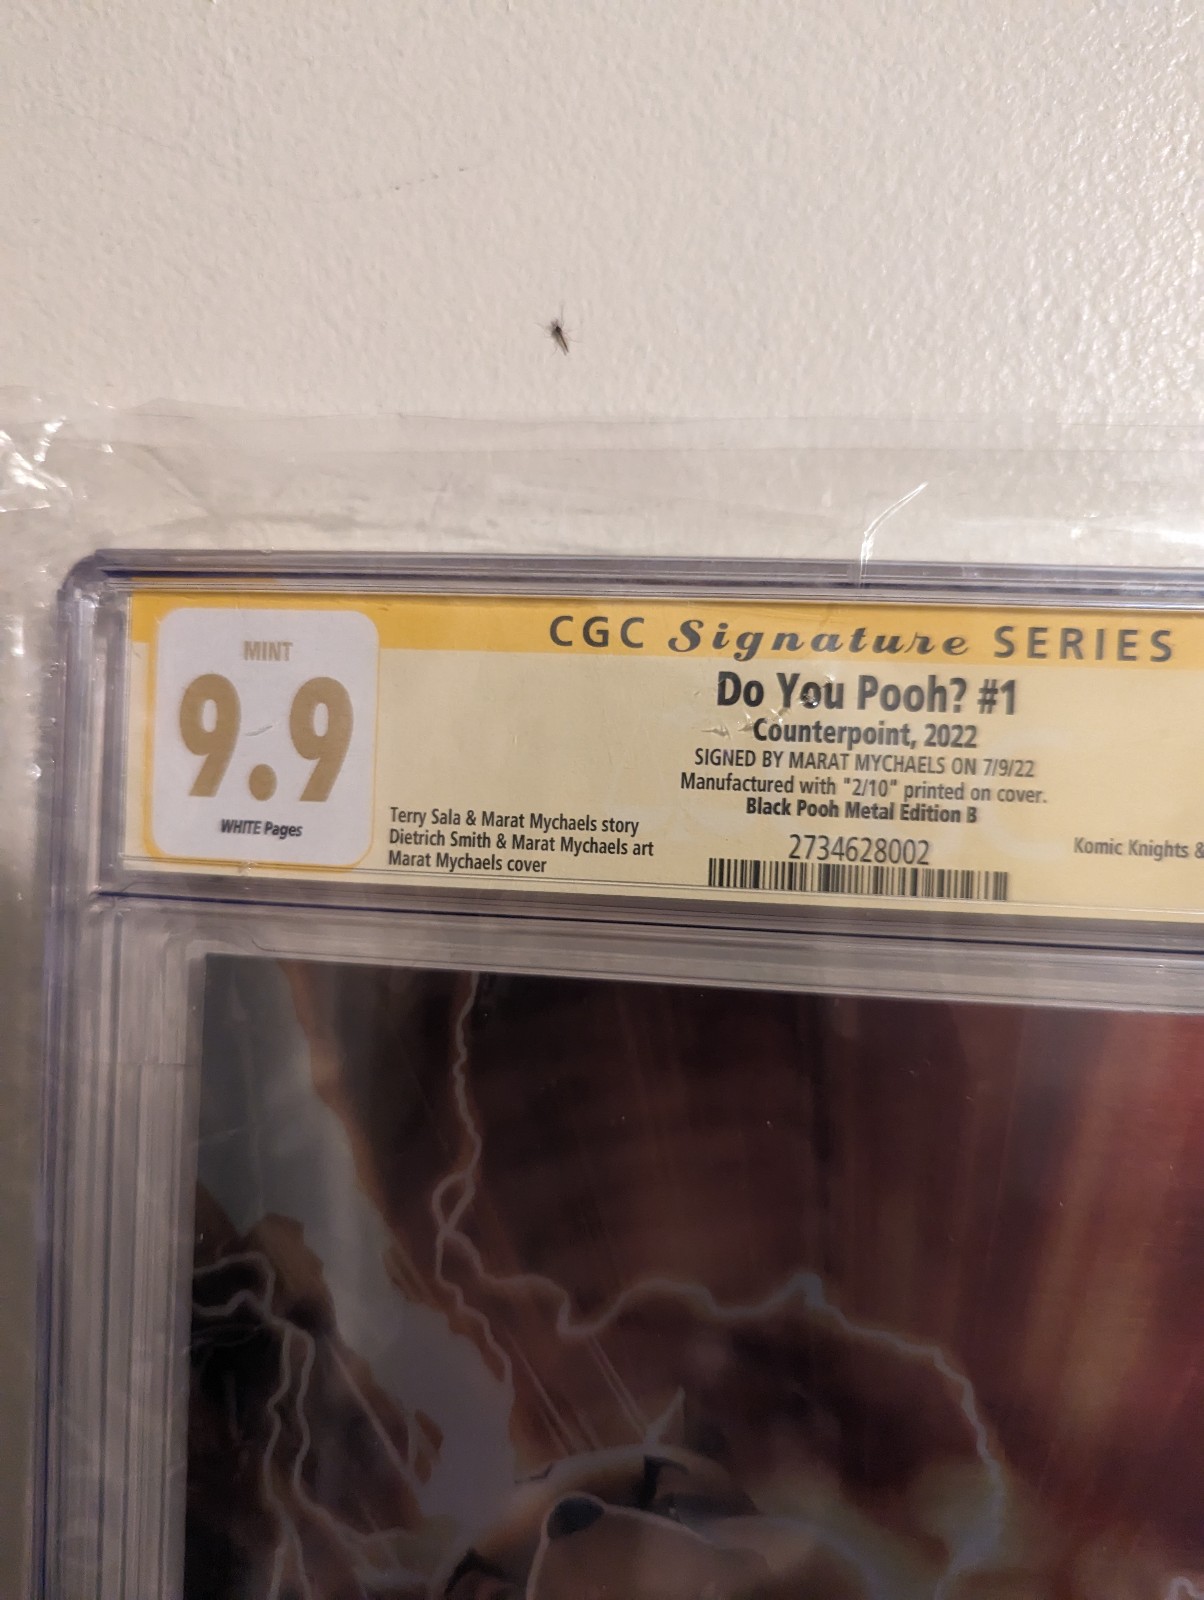 MINT
9.9
WHITE Pages
CGC Signature SERIES
Do You Pooh? #1
Counterpoint, 2022
SIGNED BY MARAT MYCHAELS ON 7/9/22
Manufactured with "2/10" printed on cover.
Black Pooh Metal Edition B
Terry Sala & Marat Mychaels story
Dietrich Smith & Marat Mychaels art
Marat Mychaels cover
2734628002
Komic Knights &